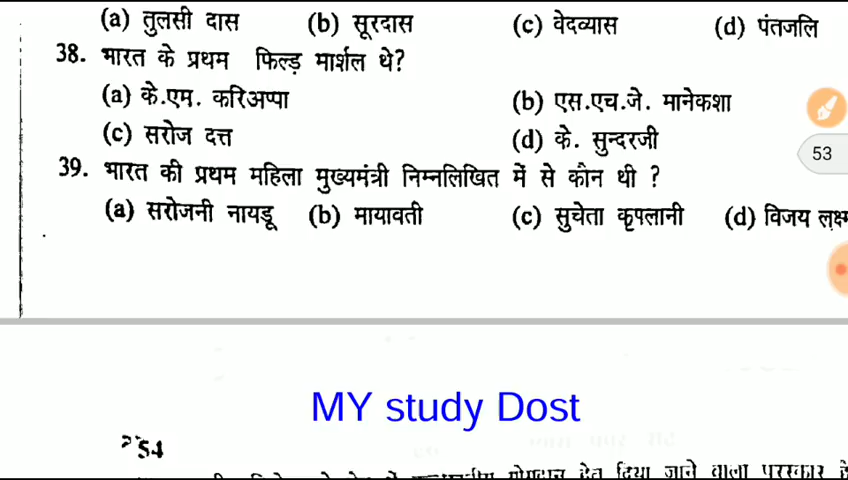 (a) तुलसी दास (b) सूरदास (c) वेदव्यास (d) पंतजलि
38. भारत के प्रथम फिल्ड़ मार्शल थे?
(a) के.एम. करिअप्पा (b) एस.एच.जे. मानेकशा
(c) सरोज दत्त (d) के. सुन्दरजी
53
39. भारत की प्रथम महिला मुख्यमंत्री निम्नलिखित में से कौन थी ?
(a) सरोजनी नायडू (b) मायावती (c) सुचेता कृपलानी (d) विजय
MY study Dost
54
हेतु दिया जाने वाला